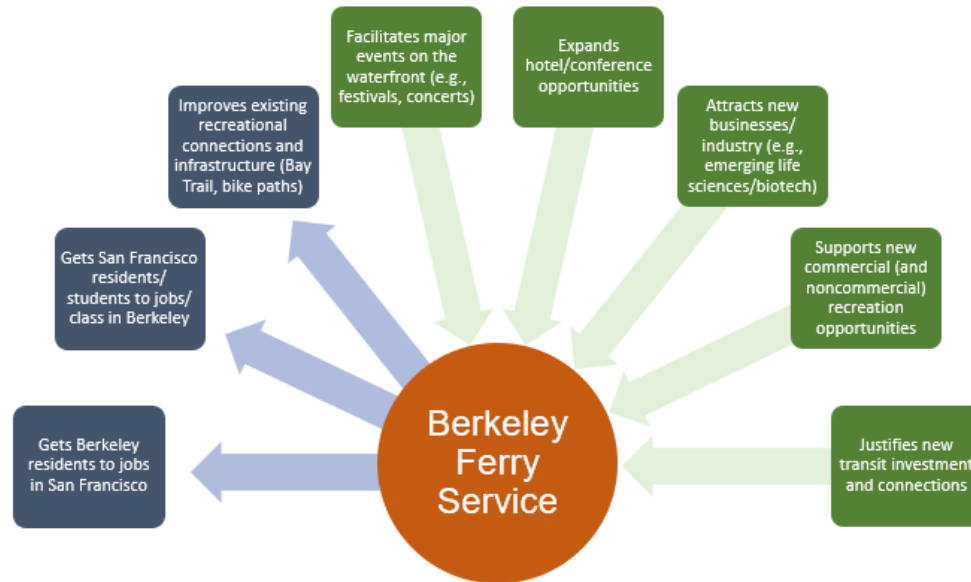 Facilitates major
events on the
waterfront (e.g.,
festivals, concerts)
Expands
hotel/conference
opportunities
Improves existing
recreational
connections and
infrastructure (Bay
Trail, bike paths)
Attracts new
businesses/
industry (e.g.,
emerging life
sciences/biotech)
Gets San Francisco
residents/
students to jobs/
class in Berkeley
Supports new
commercial (and
noncommercial)
recreation
opportunities
Gets Berkeley
residents to jobs
in San Francisco
Berkeley
Ferry
Service
Justifies new
transit investment
and connections